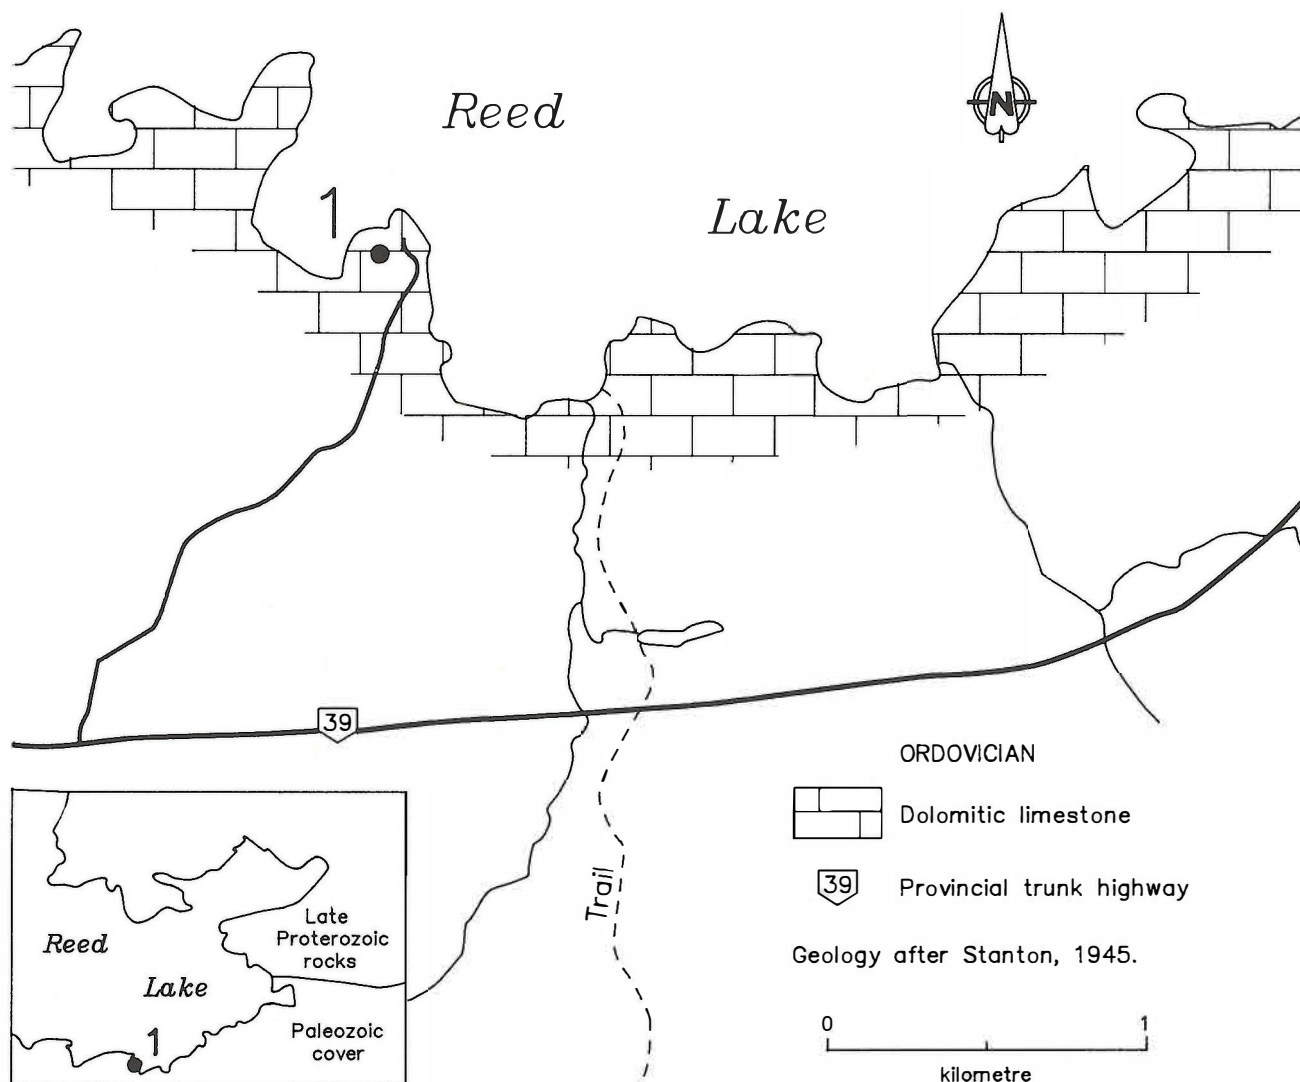 Reed
N
1
Lake
39
ORDOVICIAN
Dolomitic limestone
39
Provincial trunk highway
Trail
Geology after Stanton, 1945.
0 1
kilometre
Late
Proterozoic
rocks
Reed
Lake
1
Paleozoic
cover